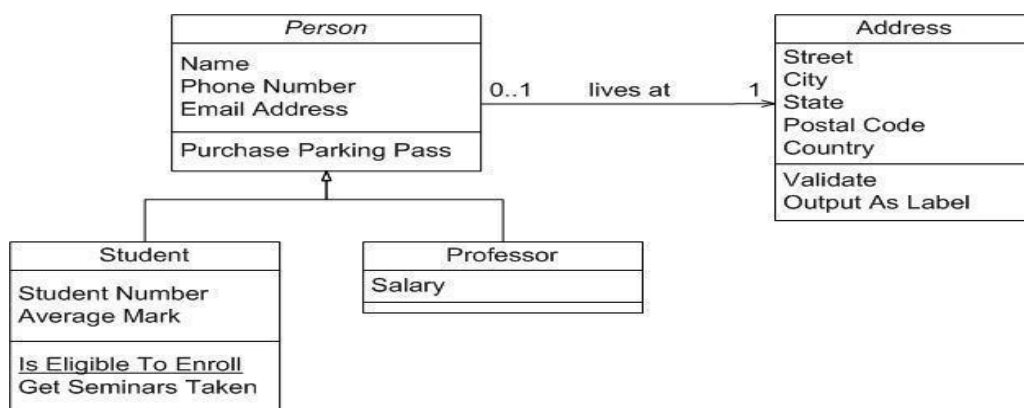 Person
Name
Phone Number
Email Address
Purchase Parking Pass
0..1 lives at 1
Address
Street
City
State
Postal Code
Country
Validate
Output As Label
Student
Student Number
Average Mark
Is Eligible To Enroll
Get Seminars Taken
Professor
Salary